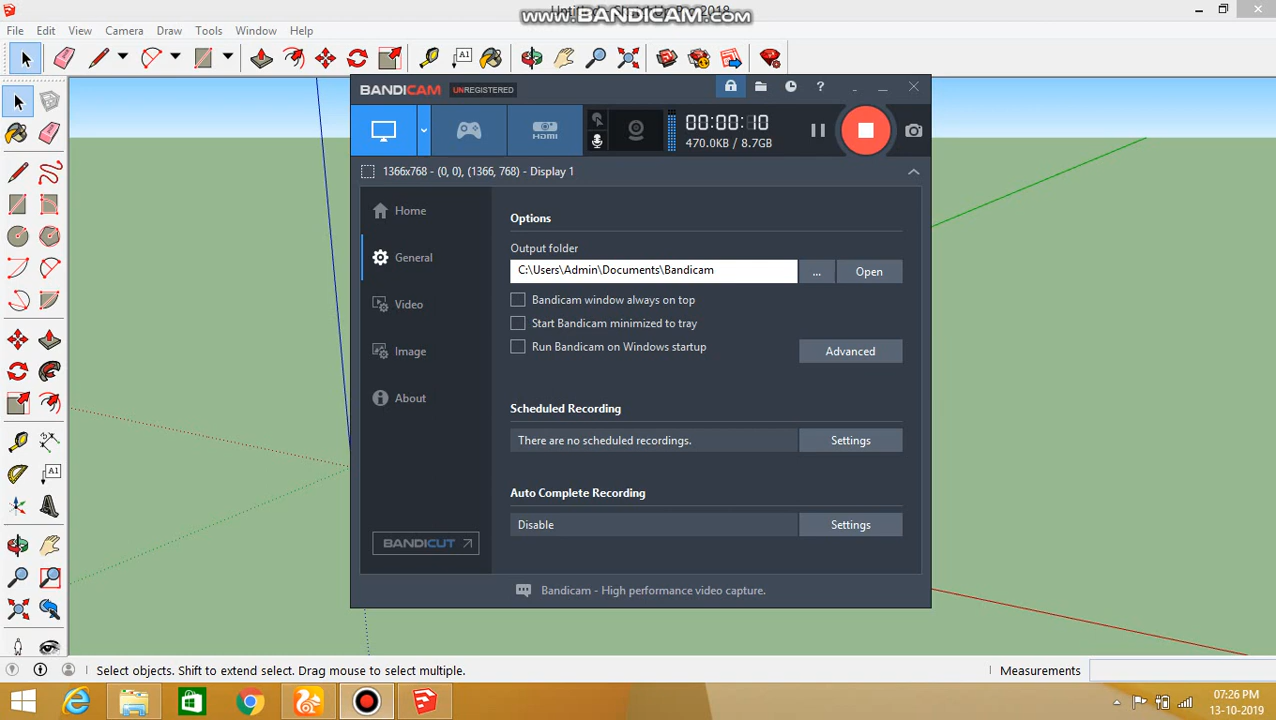 www.BANDICAM.com
File Edit View Camera Draw Tools Window Help
A1
BANDICAM UNREGISTERED
HDMI
00:00:10
470.0KB / 8.7GB
1366x768 - (0, 0), (1366, 768) - Display 1
Home
General
Video
Image
About
BANDICUT
Options
Output folder
C:\Users\Admin\Documents\Bandicam
...
Open
Bandicam window always on top
Start Bandicam minimized to tray
Run Bandicam on Windows startup
Advanced
Scheduled Recording
There are no scheduled recordings.
Settings
Auto Complete Recording
Disable
Settings
Bandicam - High performance video capture.
A1
Select objects. Shift to extend select. Drag mouse to select multiple.
Measurements
07:26 PM
13-10-2019